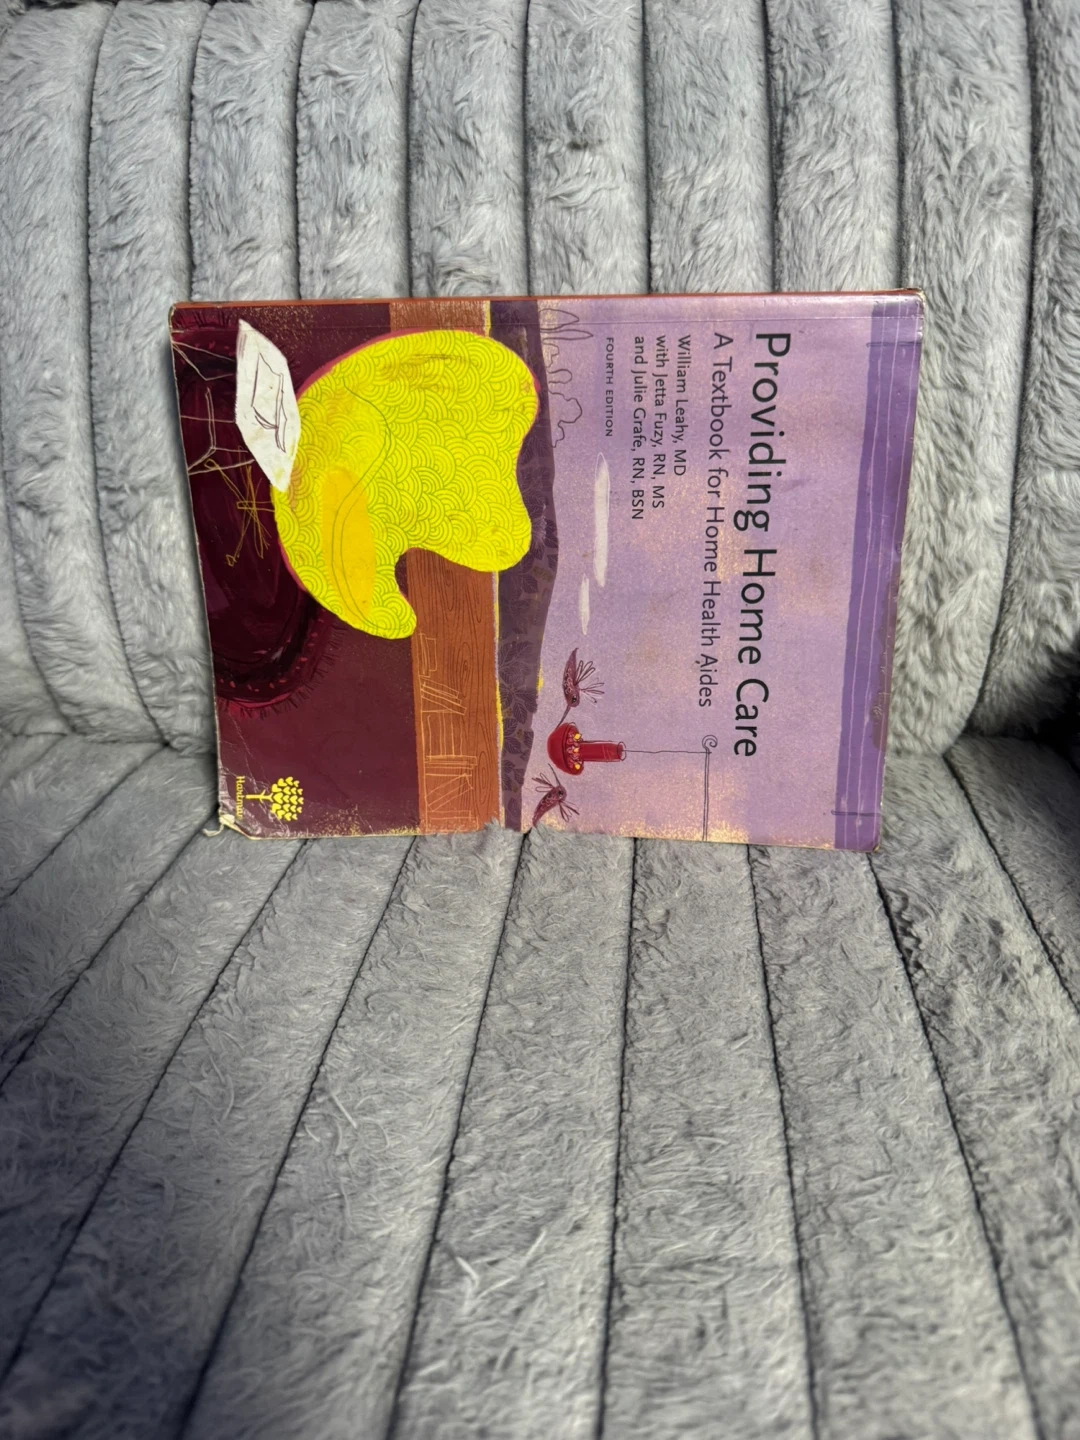 Providing Home Care
A Textbook for Home Health Aides
William Leahy, MD
with Jetta Fuzy, RN, MS
and Julie Grafe, RN, BSN
FOURTH EDITION
Hartman